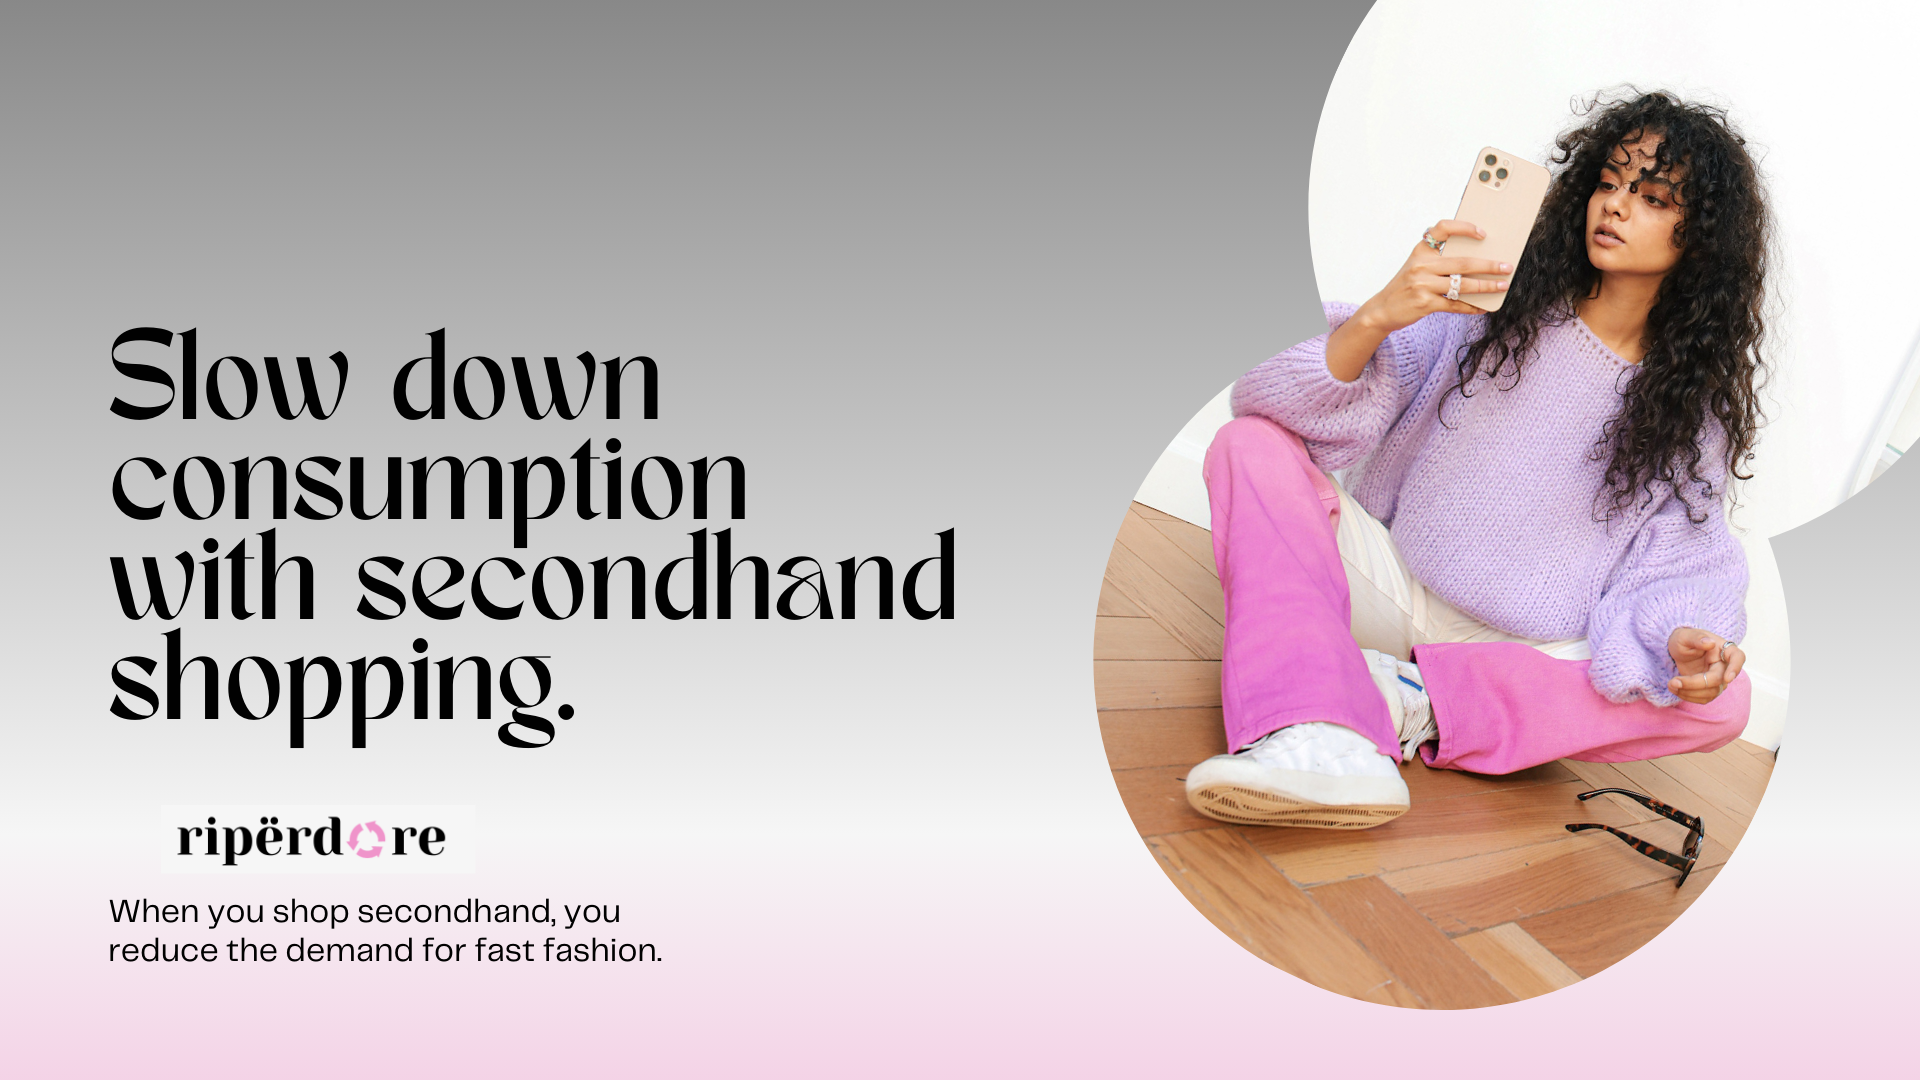 Slow down
consumption
with secondhand
shopping.
ripërdore
When you shop secondhand, you
reduce the demand for fast fashion.